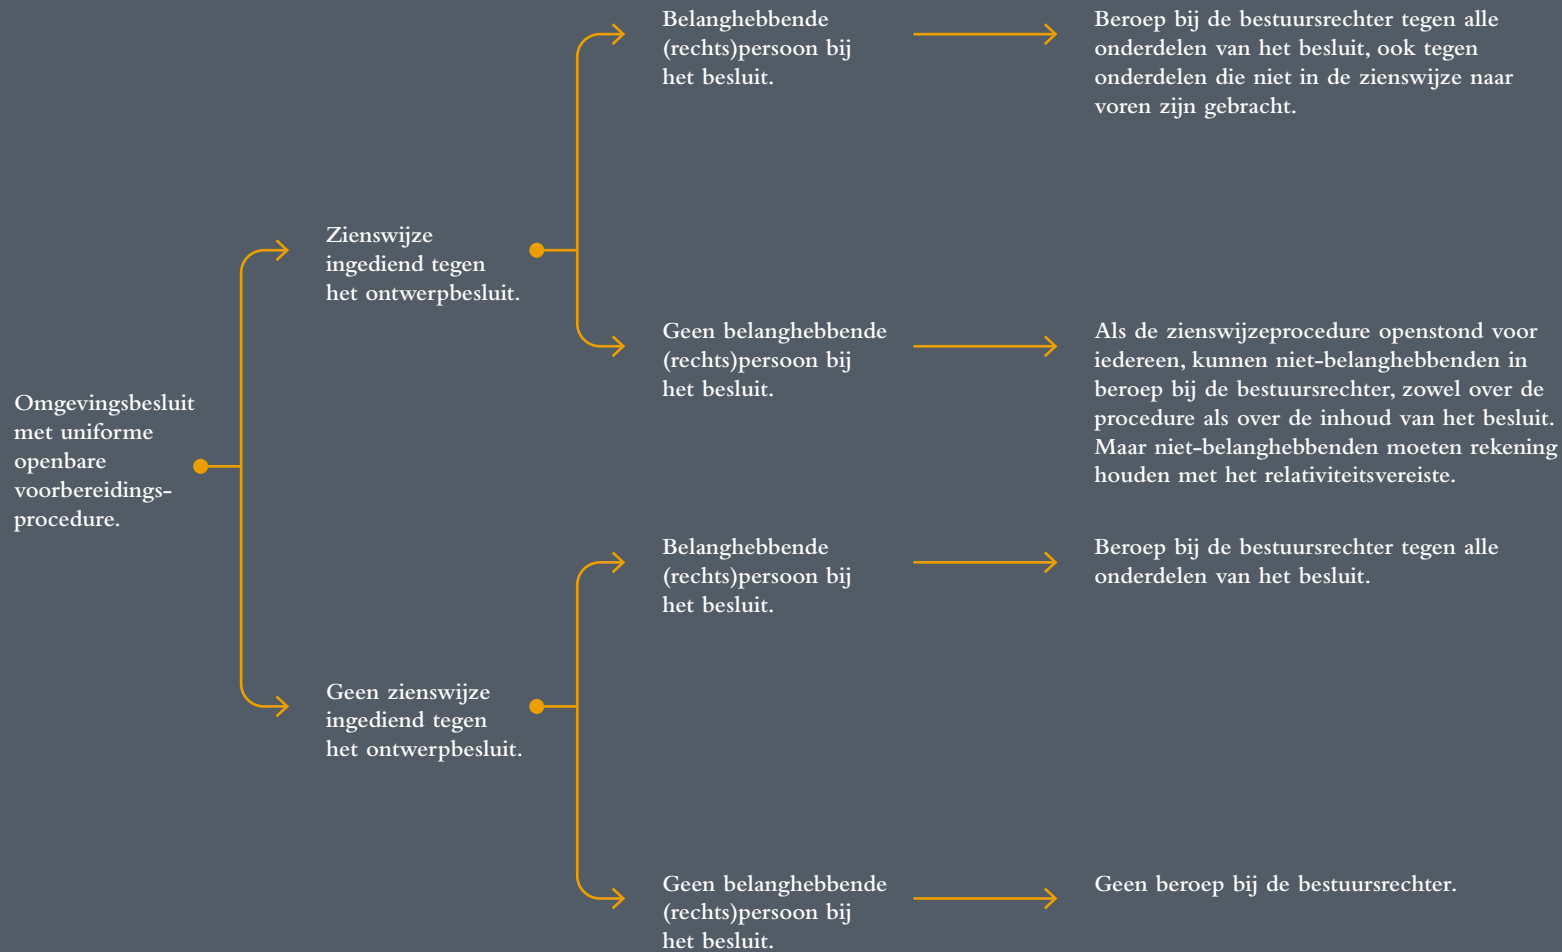 Omgevingsbesluit
met uniforme
openbare
voorbereidings-
procedure.
Zienswijze
ingediend tegen
het ontwerpbesluit.
Belanghebbende
(rechts)persoon bij
het besluit.
Beroep bij de bestuursrechter tegen alle
onderdelen van het besluit, ook tegen
onderdelen die niet in de zienswijze naar
voren zijn gebracht.
Geen belanghebbende
(rechts)persoon bij
het besluit.
Als de zienswijzeprocedure openstond voor
iedereen, kunnen niet-belanghebbenden in
beroep bij de bestuursrechter, zowel over de
procedure als over de inhoud van het besluit.
Maar niet-belanghebbenden moeten rekening
houden met het relativiteitsvereiste.
Geen zienswijze
ingediend tegen
het ontwerpbesluit.
Belanghebbende
(rechts)persoon bij
het besluit.
Beroep bij de bestuursrechter tegen alle
onderdelen van het besluit.
Geen belanghebbende
(rechts)persoon bij
het besluit.
Geen beroep bij de bestuursrechter.